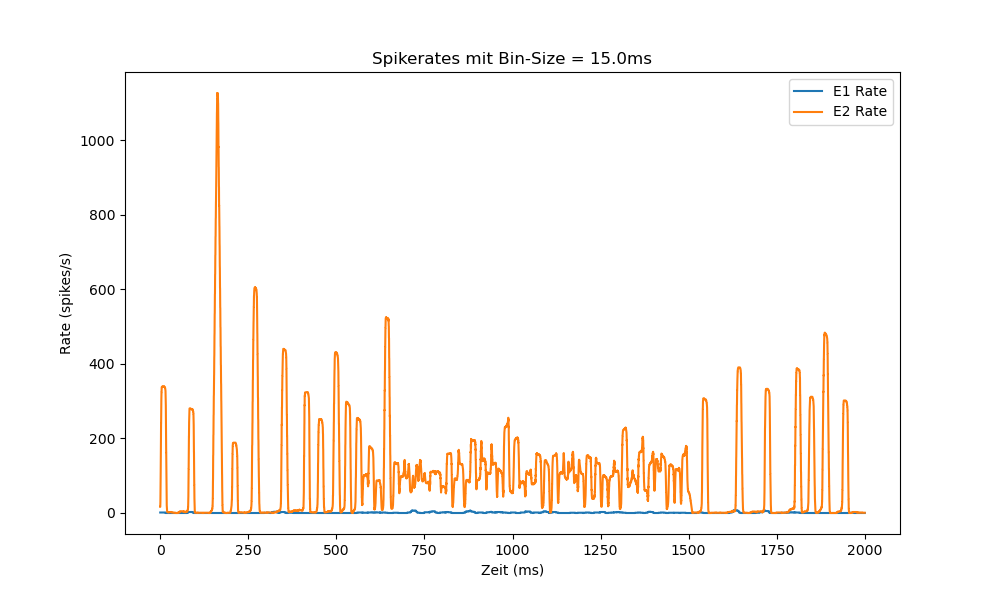 Spikerates mit Bin-Size = 15.0ms
E1 Rate
E2 Rate
1000
800
600
400
200
0
Rate (spikes/s)
0 250 500 750 1000 1250 1500 1750 2000
Zeit (ms)